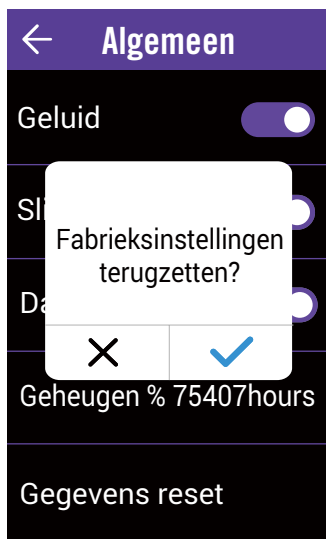 Algemeen
Geluid
Fabrieksinstellingen
terugzetten?
Geheugen % 75407hours
Gegevens reset